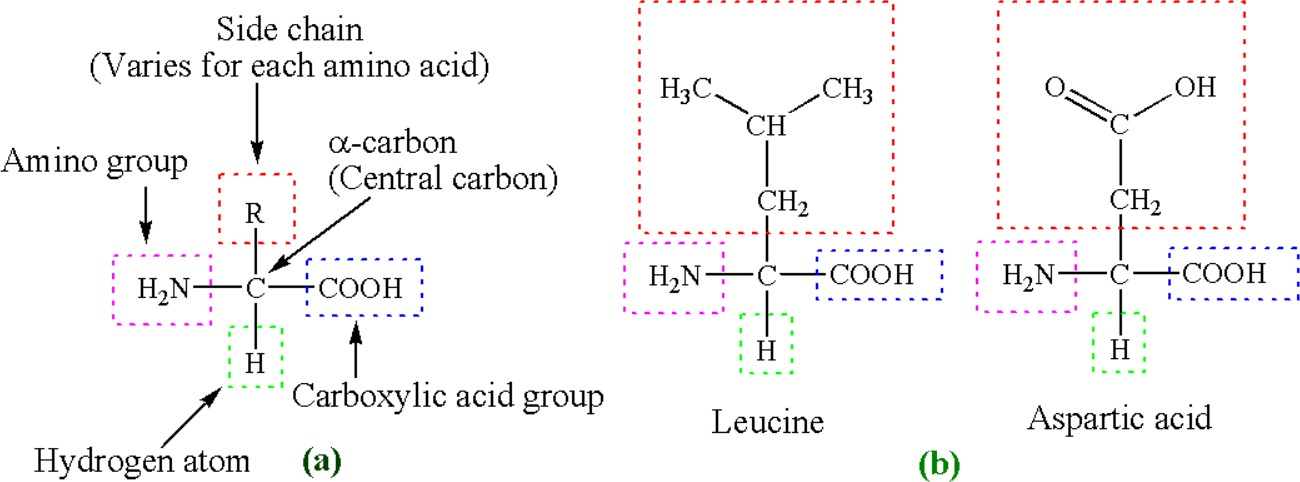 Side chain
(Varies for each amino acid)
Amino group
α-carbon
(Central carbon)
R
H₂N C COOH
H
Carboxylic acid group
Hydrogen atom
(a)
H₃C CH₃
CH
CH₂
H₂N C COOH
H
Leucine
O OH
C
CH₂
H₂N C COOH
H
Aspartic acid
(b)